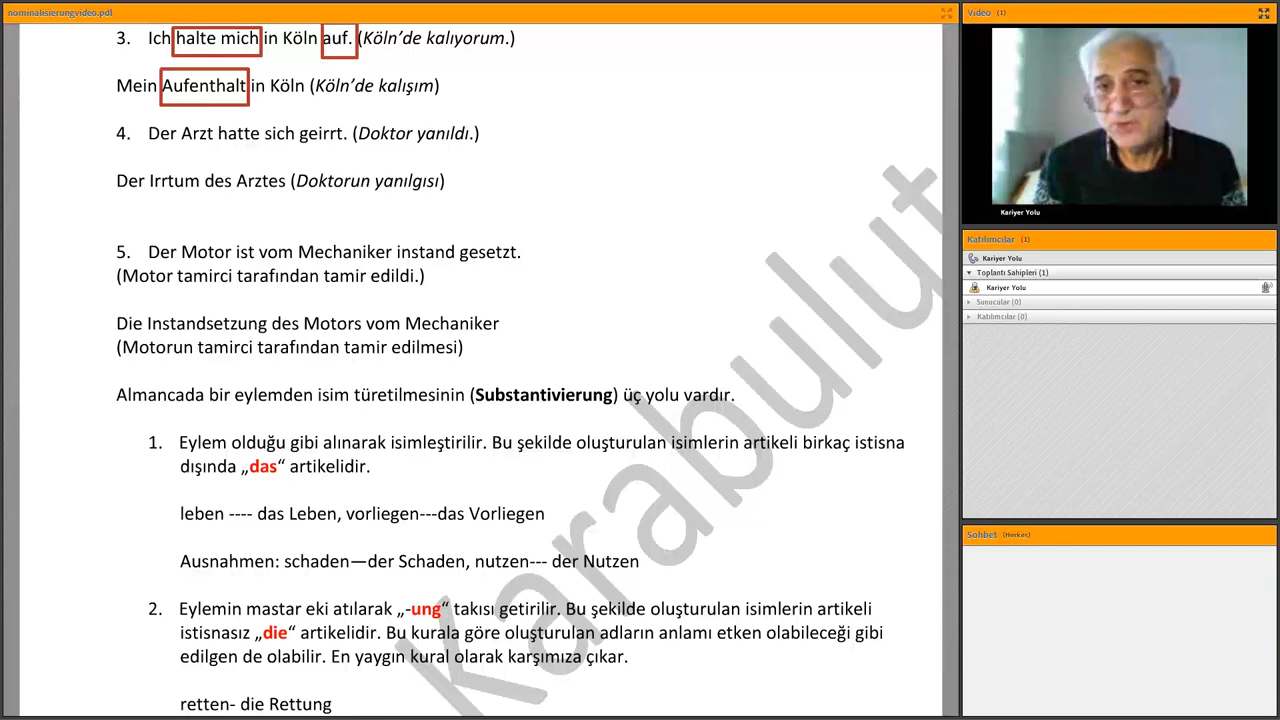 nominalisierungvideo.pdf
3. Ich halte mich in Köln auf. (Köln’de kalıyorum.)
Mein Aufenthalt in Köln (Köln’de kalışım)
4. Der Arzt hatte sich geirrt. (Doktor yanıldı.)
Der Irrtum des Arztes (Doktorun yanılgısı)
5. Der Motor ist vom Mechaniker instand gesetzt.
(Motor tamirci tarafından tamir edildi.)
Die Instandsetzung des Motors vom Mechaniker
(Motorun tamirci tarafından tamir edilmesi)
Almancada bir eylemden isim türetilmesinin (Substantivierung) üç yolu vardır.
1. Eylem olduğu gibi alınarak isimleştirilir. Bu şekilde oluşturulan isimlerin artikeli birkaç istisna
dışında „das“ artikelidir.
leben ---- das Leben, vorliegen---das Vorliegen
Ausnahmen: schaden—der Schaden, nutzen--- der Nutzen
2. Eylemin mastar eki atılarak „-ung“ takısı getirilir. Bu şekilde oluşturulan isimlerin artikeli
istisnasız „die“ artikelidir. Bu kurala göre oluşturulan adların anlamı etken olabileceği gibi
edilgen de olabilir. En yaygın kural olarak karşımıza çıkar.
retten- die Rettung
Karabulut
Video (1)
Kariyer Yolu
Katılımcılar (1)
Kariyer Yolu
Toplantı Sahipleri (1)
Kariyer Yolu
Sunucular (0)
Katılımcılar (0)
Sohbet (Herkes)